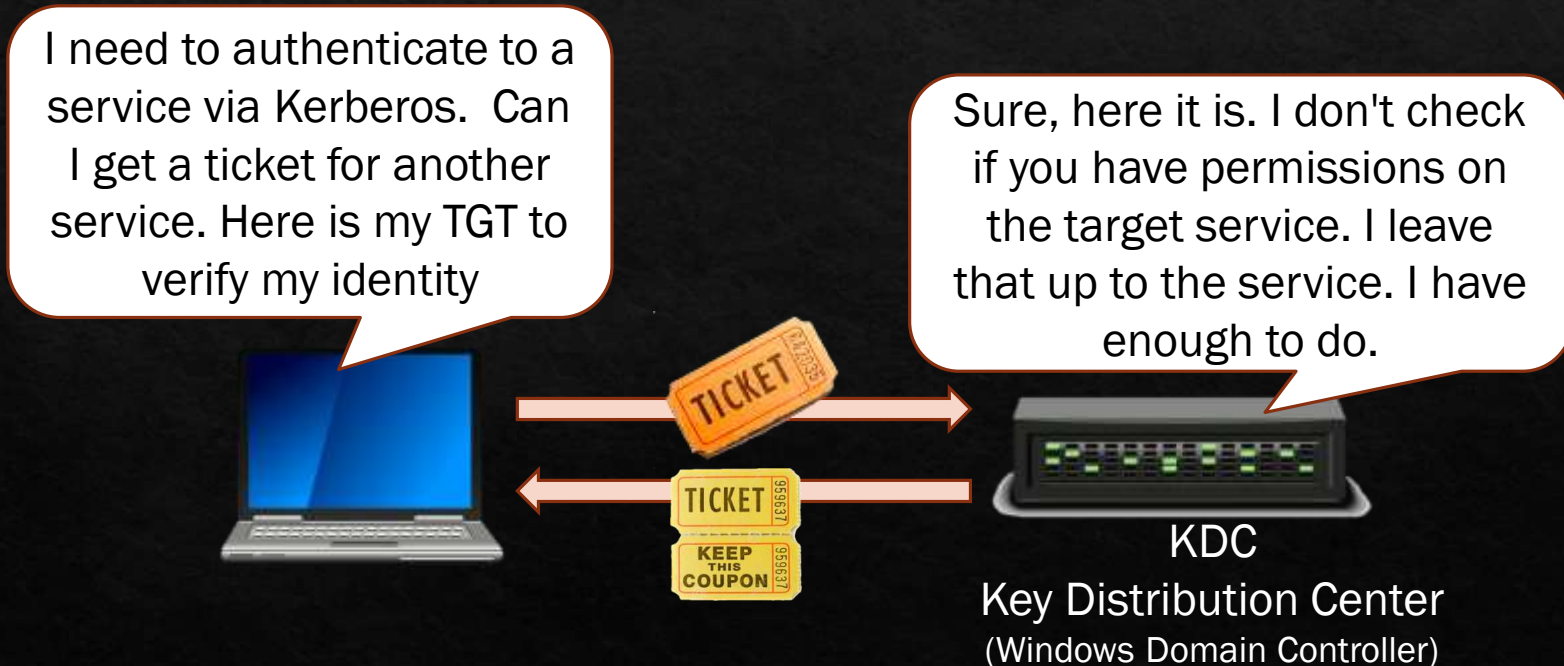 I need to authenticate to a
service via Kerberos.  Can
I get a ticket for another
service. Here is my TGT to
verify my identity
Sure, here it is. I don't check
if you have permissions on
the target service. I leave
that up to the service. I have
enough to do.
TICKET
TICKET
959637
KEEP
THIS
COUPON
959637
KDC
Key Distribution Center
(Windows Domain Controller)